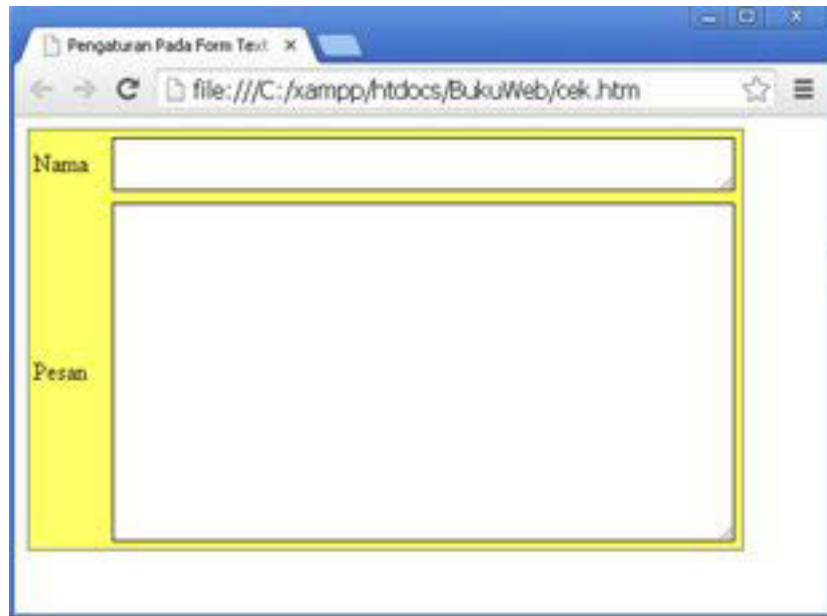 Pengaturan Pada Form Text
file:///C:/xampp/htdocs/BukuWeb/cek.htm
Nama
Pesan